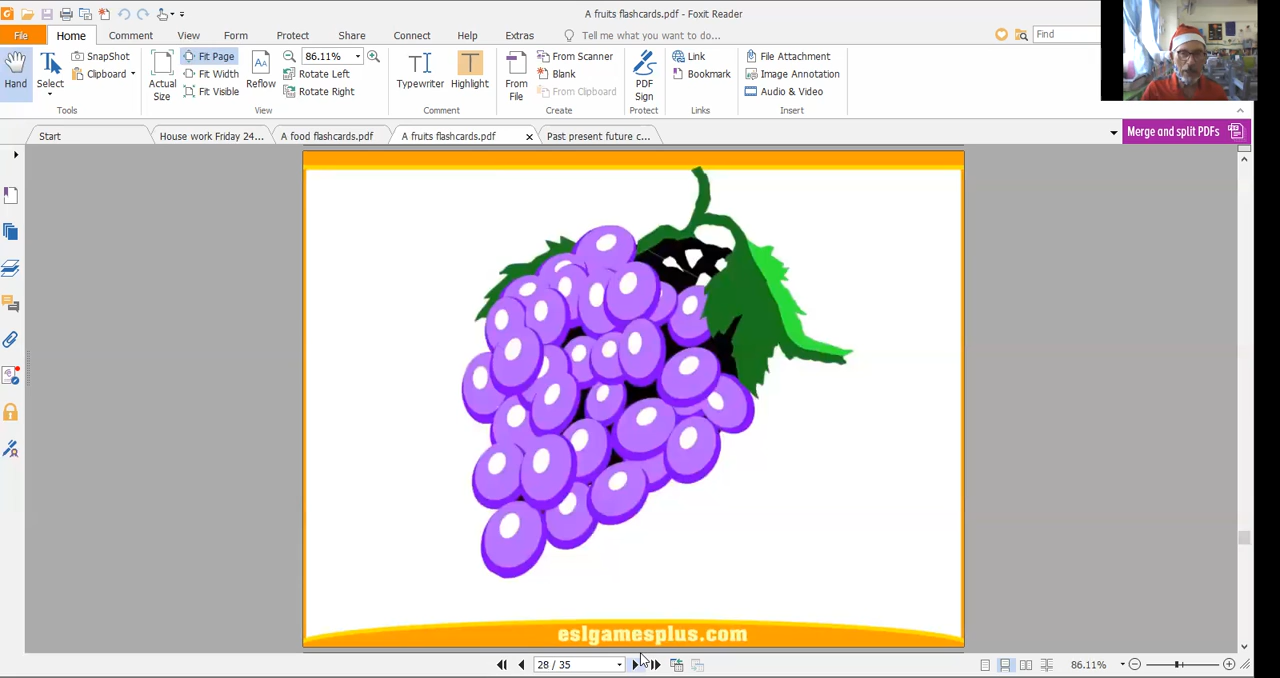 A fruits flashcards.pdf - Foxit Reader
File Home Comment View Form Protect Share Connect Help Extras Tell me what you want to do... Find
Hand
Select
SnapShot
Clipboard
Tools
Actual Size
Fit Page
Fit Width
Fit Visible
Reflow
86.11%
Rotate Left
Rotate Right
View
Typewriter
Highlight
Comment
From File
From Scanner
Blank
From Clipboard
Create
PDF Sign
Protect
Link
Bookmark
Links
File Attachment
Image Annotation
Audio & Video
Insert
Start House work Friday 24... A food flashcards.pdf A fruits flashcards.pdf Past present future c... Merge and split PDFs
eslgamesplus.com
28 / 35 86.11%